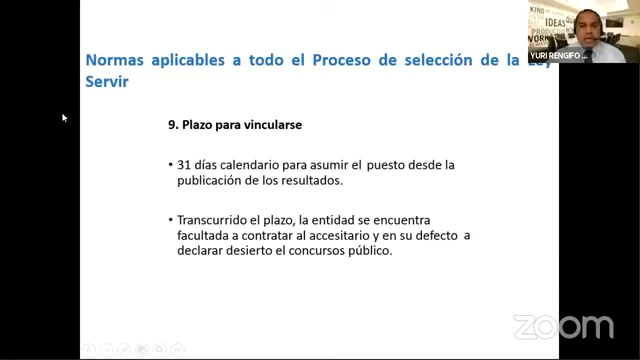 Normas aplicables a todo el Proceso de selección de la Ley
Servir
9. Plazo para vincularse
• 31 días calendario para asumir el puesto desde la
publicación de los resultados.
• Transcurrido el plazo, la entidad se encuentra
facultada a contratar al accesitario y en su defecto a
declarar desierto el concursos público.
KIND
IDEAS
YURI RENGIFO ...
zoom